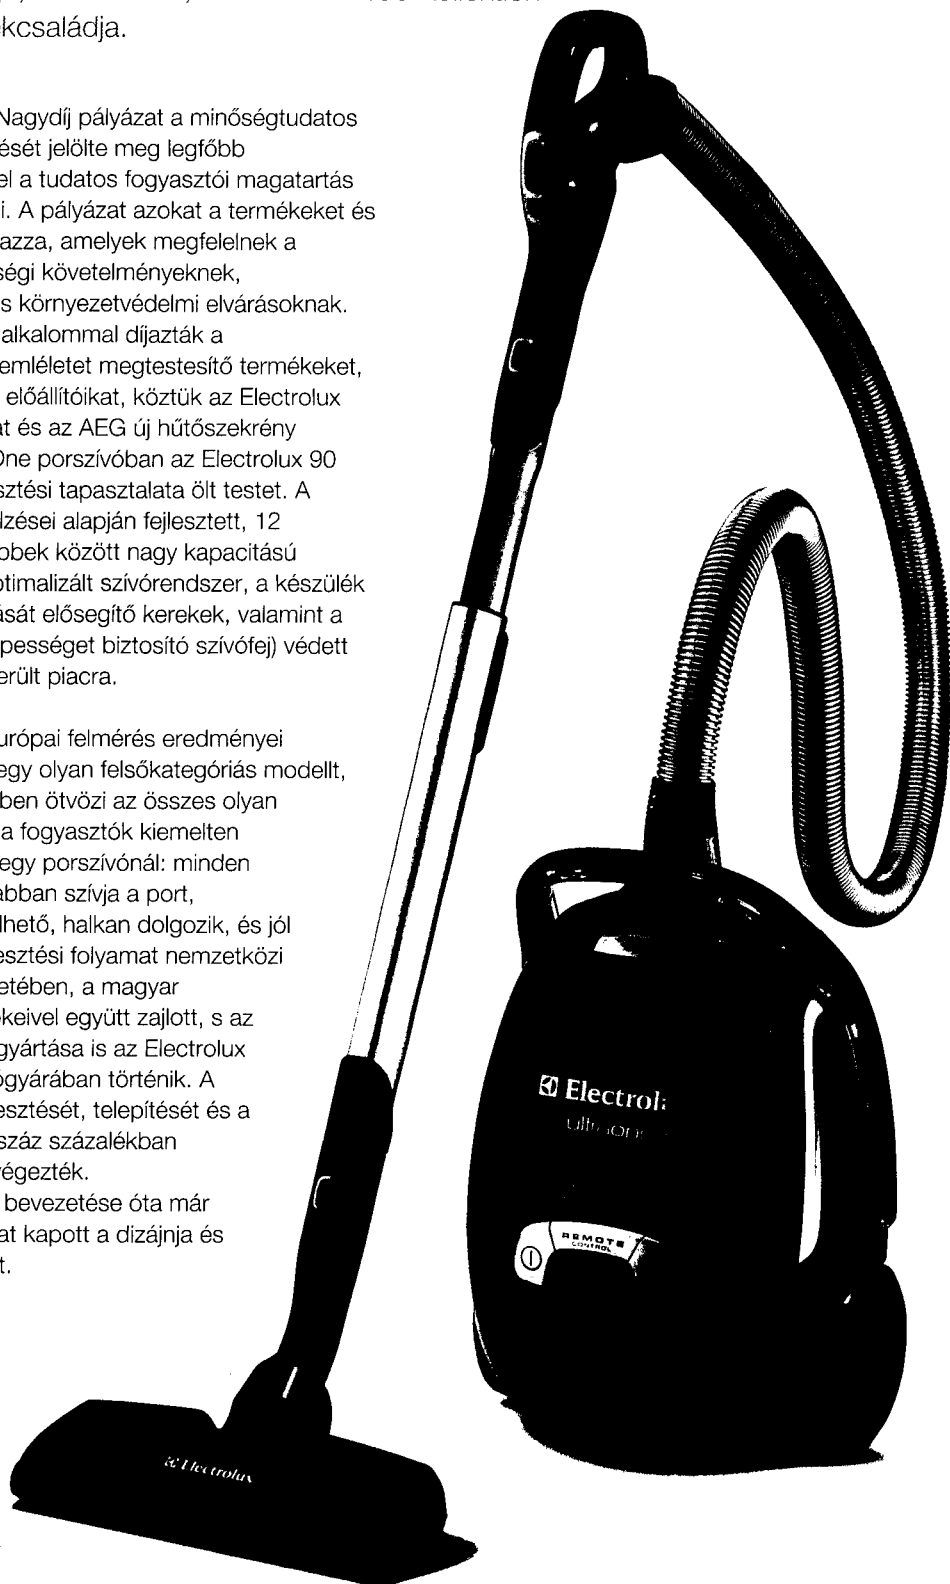 ékcsaládja.
Nagydíj pályázat a minőségtudatos
ését jelölte meg legfőbb
el a tudatos fogyasztói magatartás
i. A pályázat azokat a termékeket és
azza, amelyek megfelelnek a
ségi követelményeknek,
s környezetvédelmi elvárásoknak.
alkalommal díjazták a
emléletet megtestesítő termékeket,
előállítóikat, köztük az Electrolux
at és az AEG új hűtőszekrény
One porszívóban az Electrolux 90
sztési tapasztalata ölt testet. A
lzései alapján fejlesztett, 12
bbek között nagy kapacitású
ptimalizált szívórendszer, a készülék
ását elősegítő kerekek, valamint a
pességet biztosító szívófej) védett
erült piacra.
urópai felmérés eredményei
egy olyan felsőkategóriás modellt,
ben ötvözi az összes olyan
a fogyasztók kiemelten
egy porszívónál: minden
abban szívja a port,
lhető, halkan dolgozik, és jól
esztési folyamat nemzetközi
etében, a magyar
keivel együtt zajlott, s az
gyártása is az Electrolux
ógyárában történik. A
esztését, telepítését és a
száz százalékban
végezték.
bevezetése óta már
at kapott a dizájnja és
t.
Electrol
REMOTE
CONTROL
Electrolux